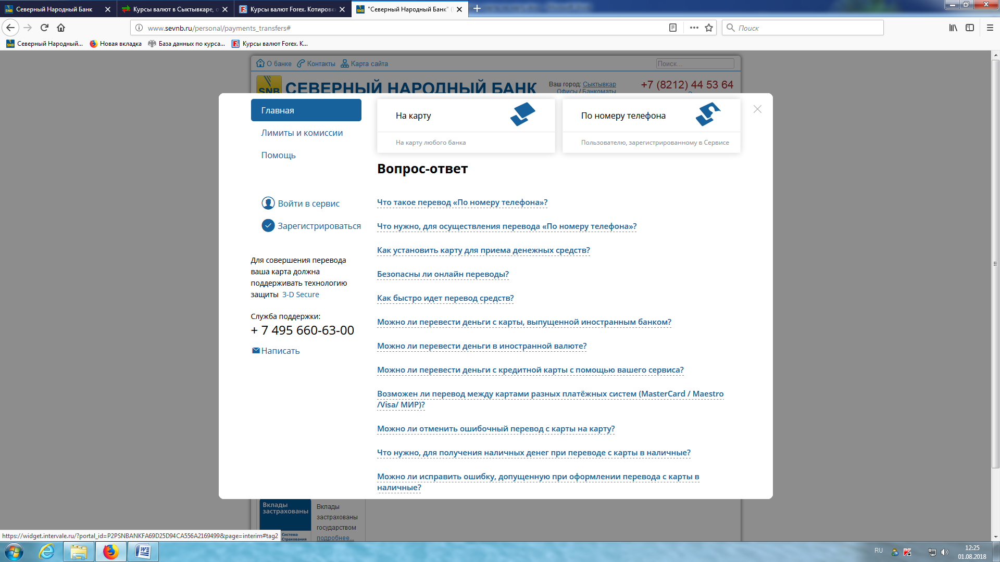 Северный Народный Банк
Курсы валют в Сыктывкаре, о
Курсы валют Forex. Котировк
"Северный Народный Банк" (
www.sevnb.ru/personal/payments_transfers#
Поиск
Северный Народный...
Новая вкладка
База данных по курса...
Курсы валют Forex. К...
О банке
Контакты
Карта сайта
Поиск...
SNB
СЕВЕРНЫЙ НАРОДНЫЙ БАНК
Ваш город: Сыктывкар
Офисы / Банкоматы
+7 (8212) 44 53 64
Главная
Лимиты и комиссии
Помощь
Войти в сервис
Зарегистрироваться
Для совершения перевода
ваша карта должна
поддерживать технологию
защиты 3-D Secure
Служба поддержки:
+ 7 495 660-63-00
Написать
На карту
На карту любого банка
По номеру телефона
Пользователю, зарегистрированному в Сервисе
Вопрос-ответ
Что такое перевод «По номеру телефона»?
Что нужно, для осуществления перевода «По номеру телефона»?
Как установить карту для приема денежных средств?
Безопасны ли онлайн переводы?
Как быстро идет перевод средств?
Можно ли перевести деньги с карты, выпущенной иностранным банком?
Можно ли перевести деньги в иностранной валюте?
Можно ли перевести деньги с кредитной карты с помощью вашего сервиса?
Возможен ли перевод между картами разных платёжных систем (MasterCard / Maestro
/Visa/ МИР)?
Можно ли отменить ошибочный перевод с карты на карту?
Что нужно, для получения наличных денег при переводе с карты в наличные?
Можно ли исправить ошибку, допущенную при оформлении перевода с карты в
наличные?
Вклады
застрахованы
Система
Страхования
Вклады
застрахованы
государством
подробнее...
https://widget.intervale.ru/?portal_id=P2PSNBANKFA69D25D94CA556A2169499&page=interim#tag2
RU
12:25
01.08.2018